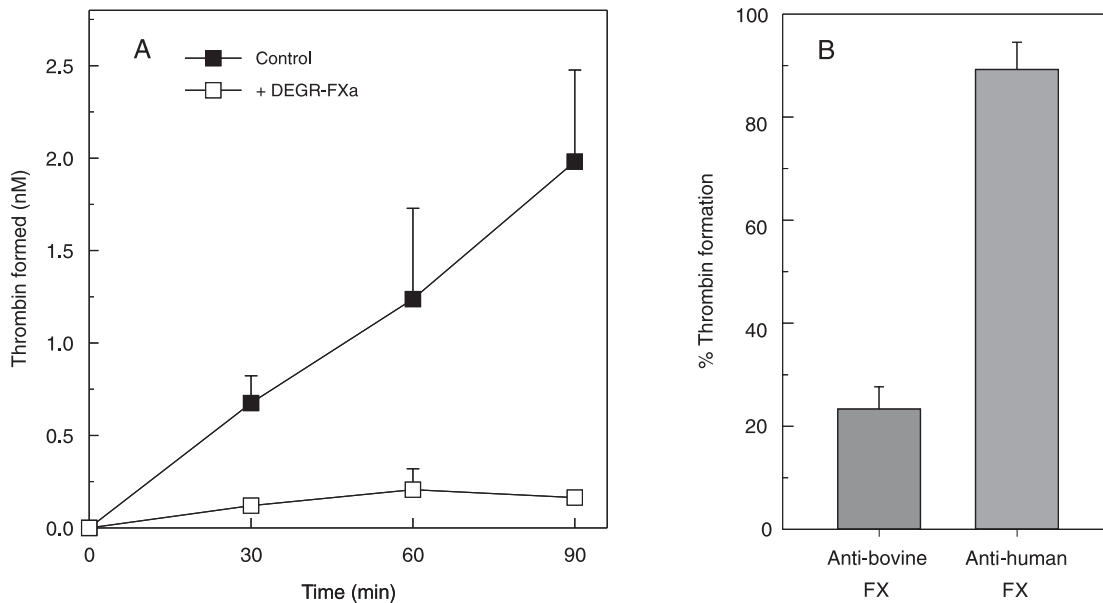 A
Control
+ DEGR-FXa
Thrombin formed (nM)
2.5
2.0
1.5
1.0
0.5
0.0
0 30 60 90
Time (min)
B
% Thrombin formation
100
80
60
40
20
0
Anti-bovine Anti-human
FX FX